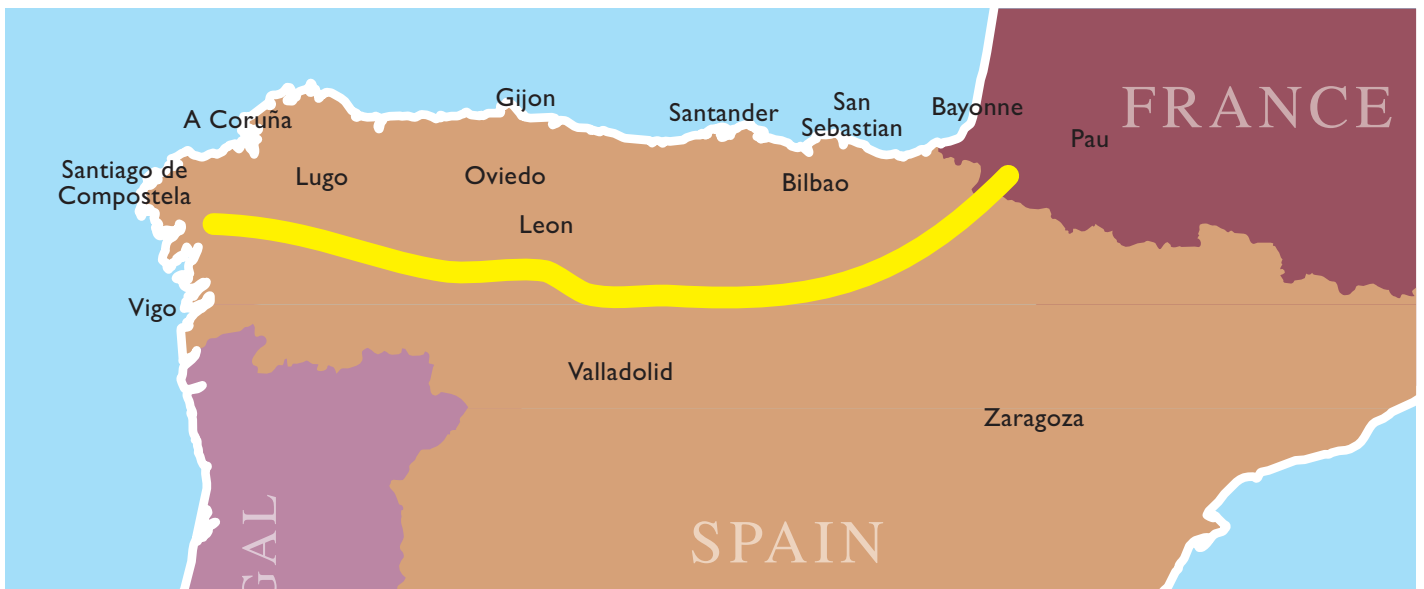 FRANCE
Gijon
Santander
San
Sebastian
Bayonne
A Coruña
Pau
Santiago de
Compostela
Lugo
Oviedo
Bilbao
Leon
Vigo
Valladolid
Zaragoza
SPAIN
GAL